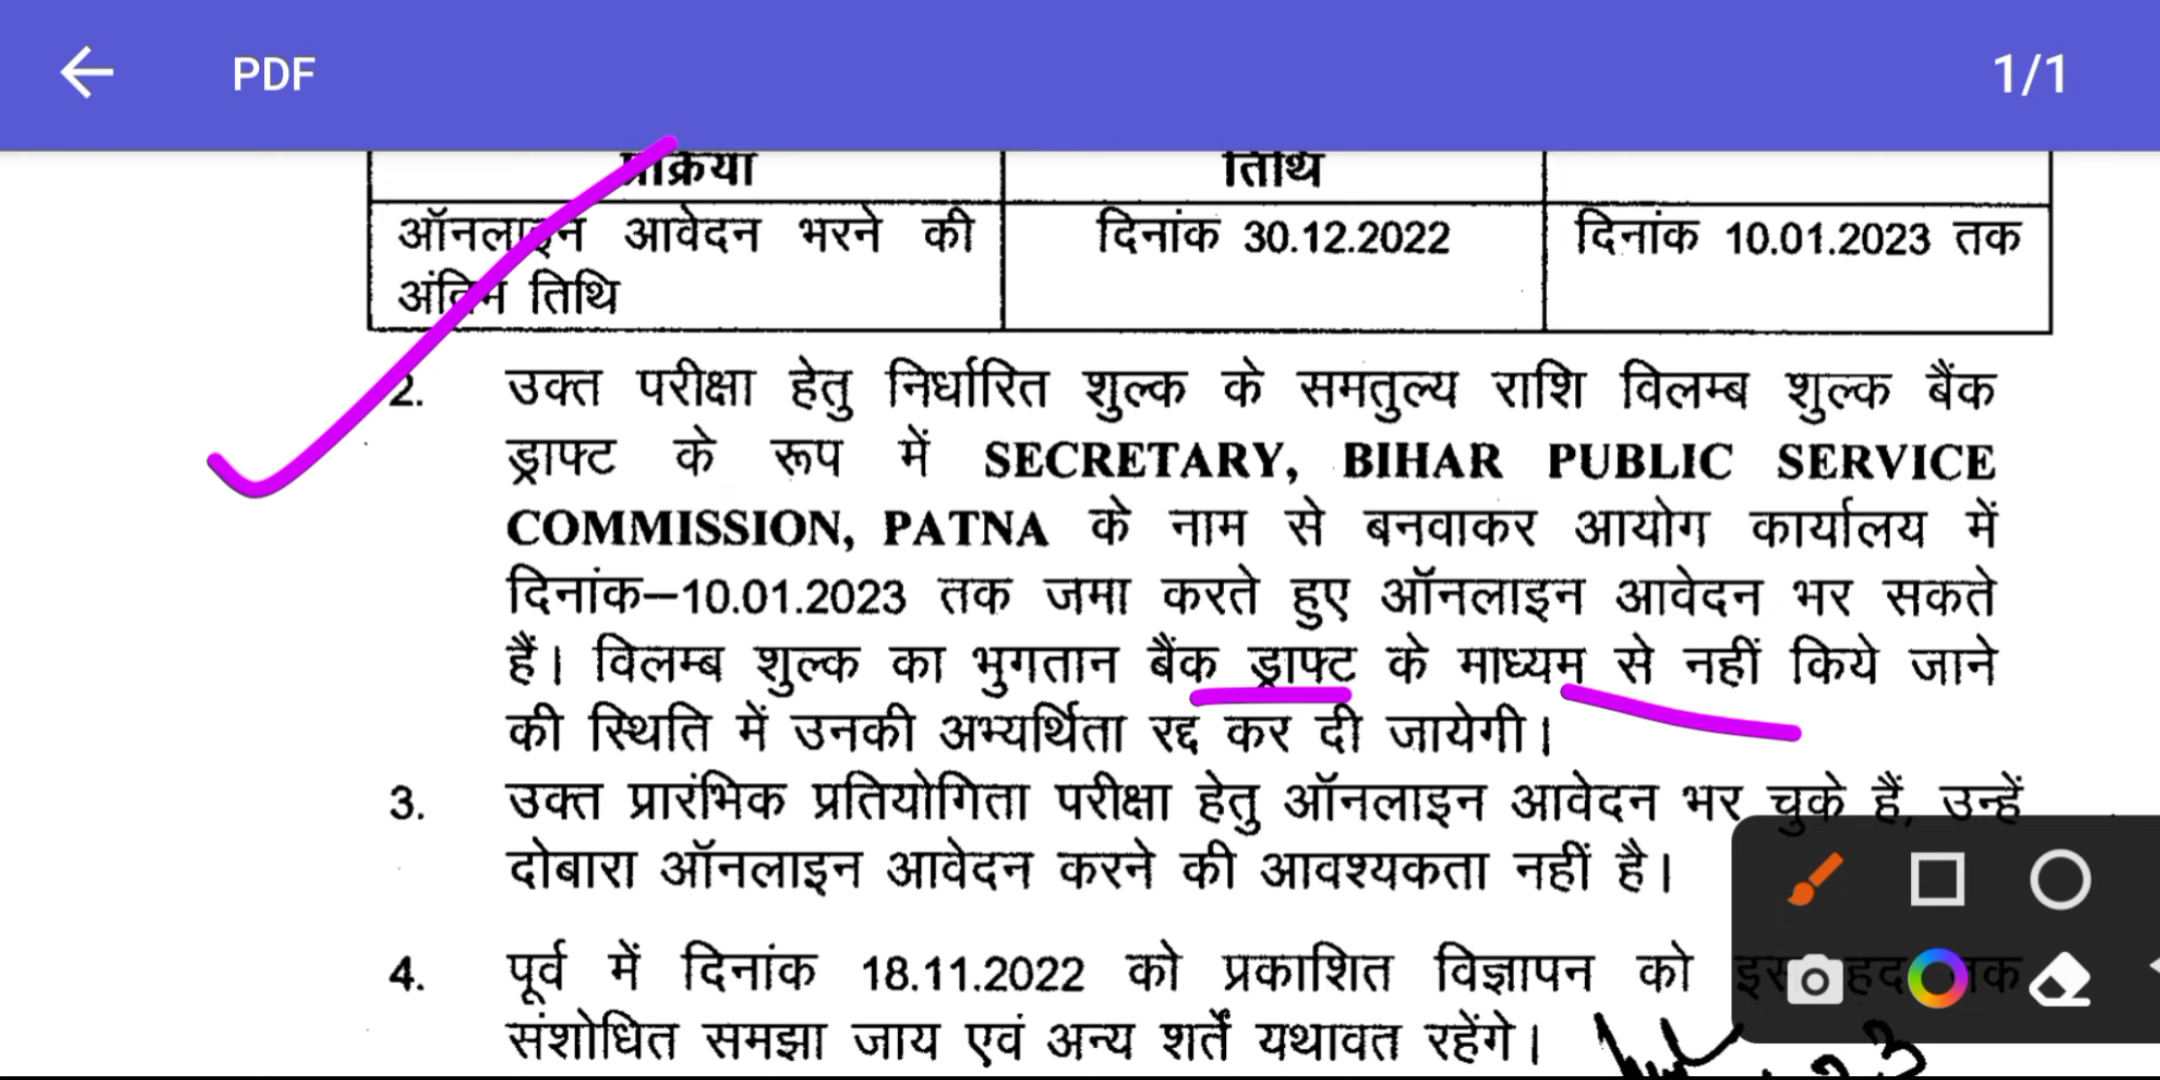 PDF 1/1
प्रक्रिया तिथि
ऑनलाइन आवेदन भरने की दिनांक 30.12.2022 दिनांक 10.01.2023 तक
अंतिम तिथि
2. उक्त परीक्षा हेतु निर्धारित शुल्क के समतुल्य राशि विलम्ब शुल्क बैंक
ड्राफ्ट के रूप में SECRETARY, BIHAR PUBLIC SERVICE
COMMISSION, PATNA के नाम से बनवाकर आयोग कार्यालय में
दिनांक–10.01.2023 तक जमा करते हुए ऑनलाइन आवेदन भर सकते
हैं। विलम्ब शुल्क का भुगतान बैंक ड्राफ्ट के माध्यम से नहीं किये जाने
की स्थिति में उनकी अभ्यर्थिता रद्द कर दी जायेगी।
3. उक्त प्रारंभिक प्रतियोगिता परीक्षा हेतु ऑनलाइन आवेदन भर चुके हैं, उन्हें
दोबारा ऑनलाइन आवेदन करने की आवश्यकता नहीं है।
4. पूर्व में दिनांक 18.11.2022 को प्रकाशित विज्ञापन को इस हद तक
संशोधित समझा जाय एवं अन्य शर्तें यथावत रहेंगे।